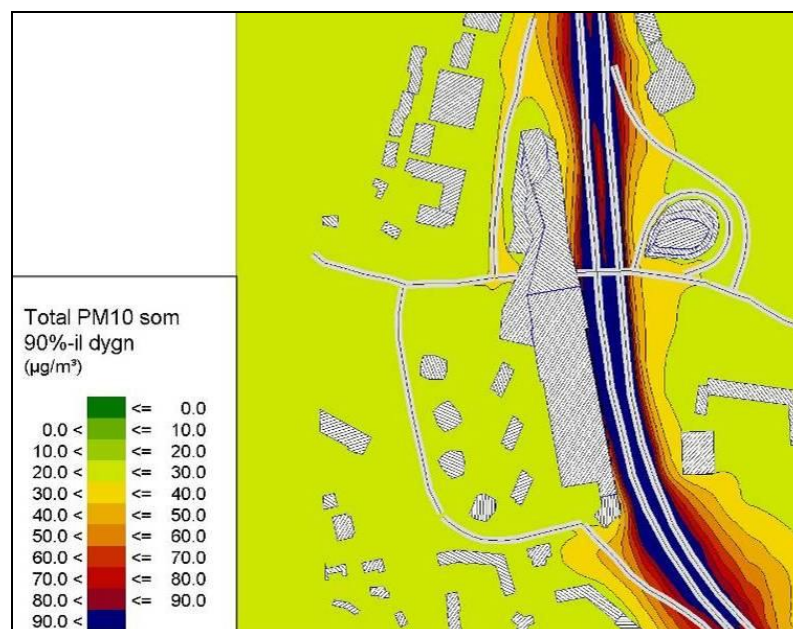 Total PM10 som
90%-il dygn
(µg/m³)
<= 0.0
0.0 < <= 10.0
10.0 < <= 20.0
20.0 < <= 30.0
30.0 < <= 40.0
40.0 < <= 50.0
50.0 < <= 60.0
60.0 < <= 70.0
70.0 < <= 80.0
80.0 < <= 90.0
90.0 <